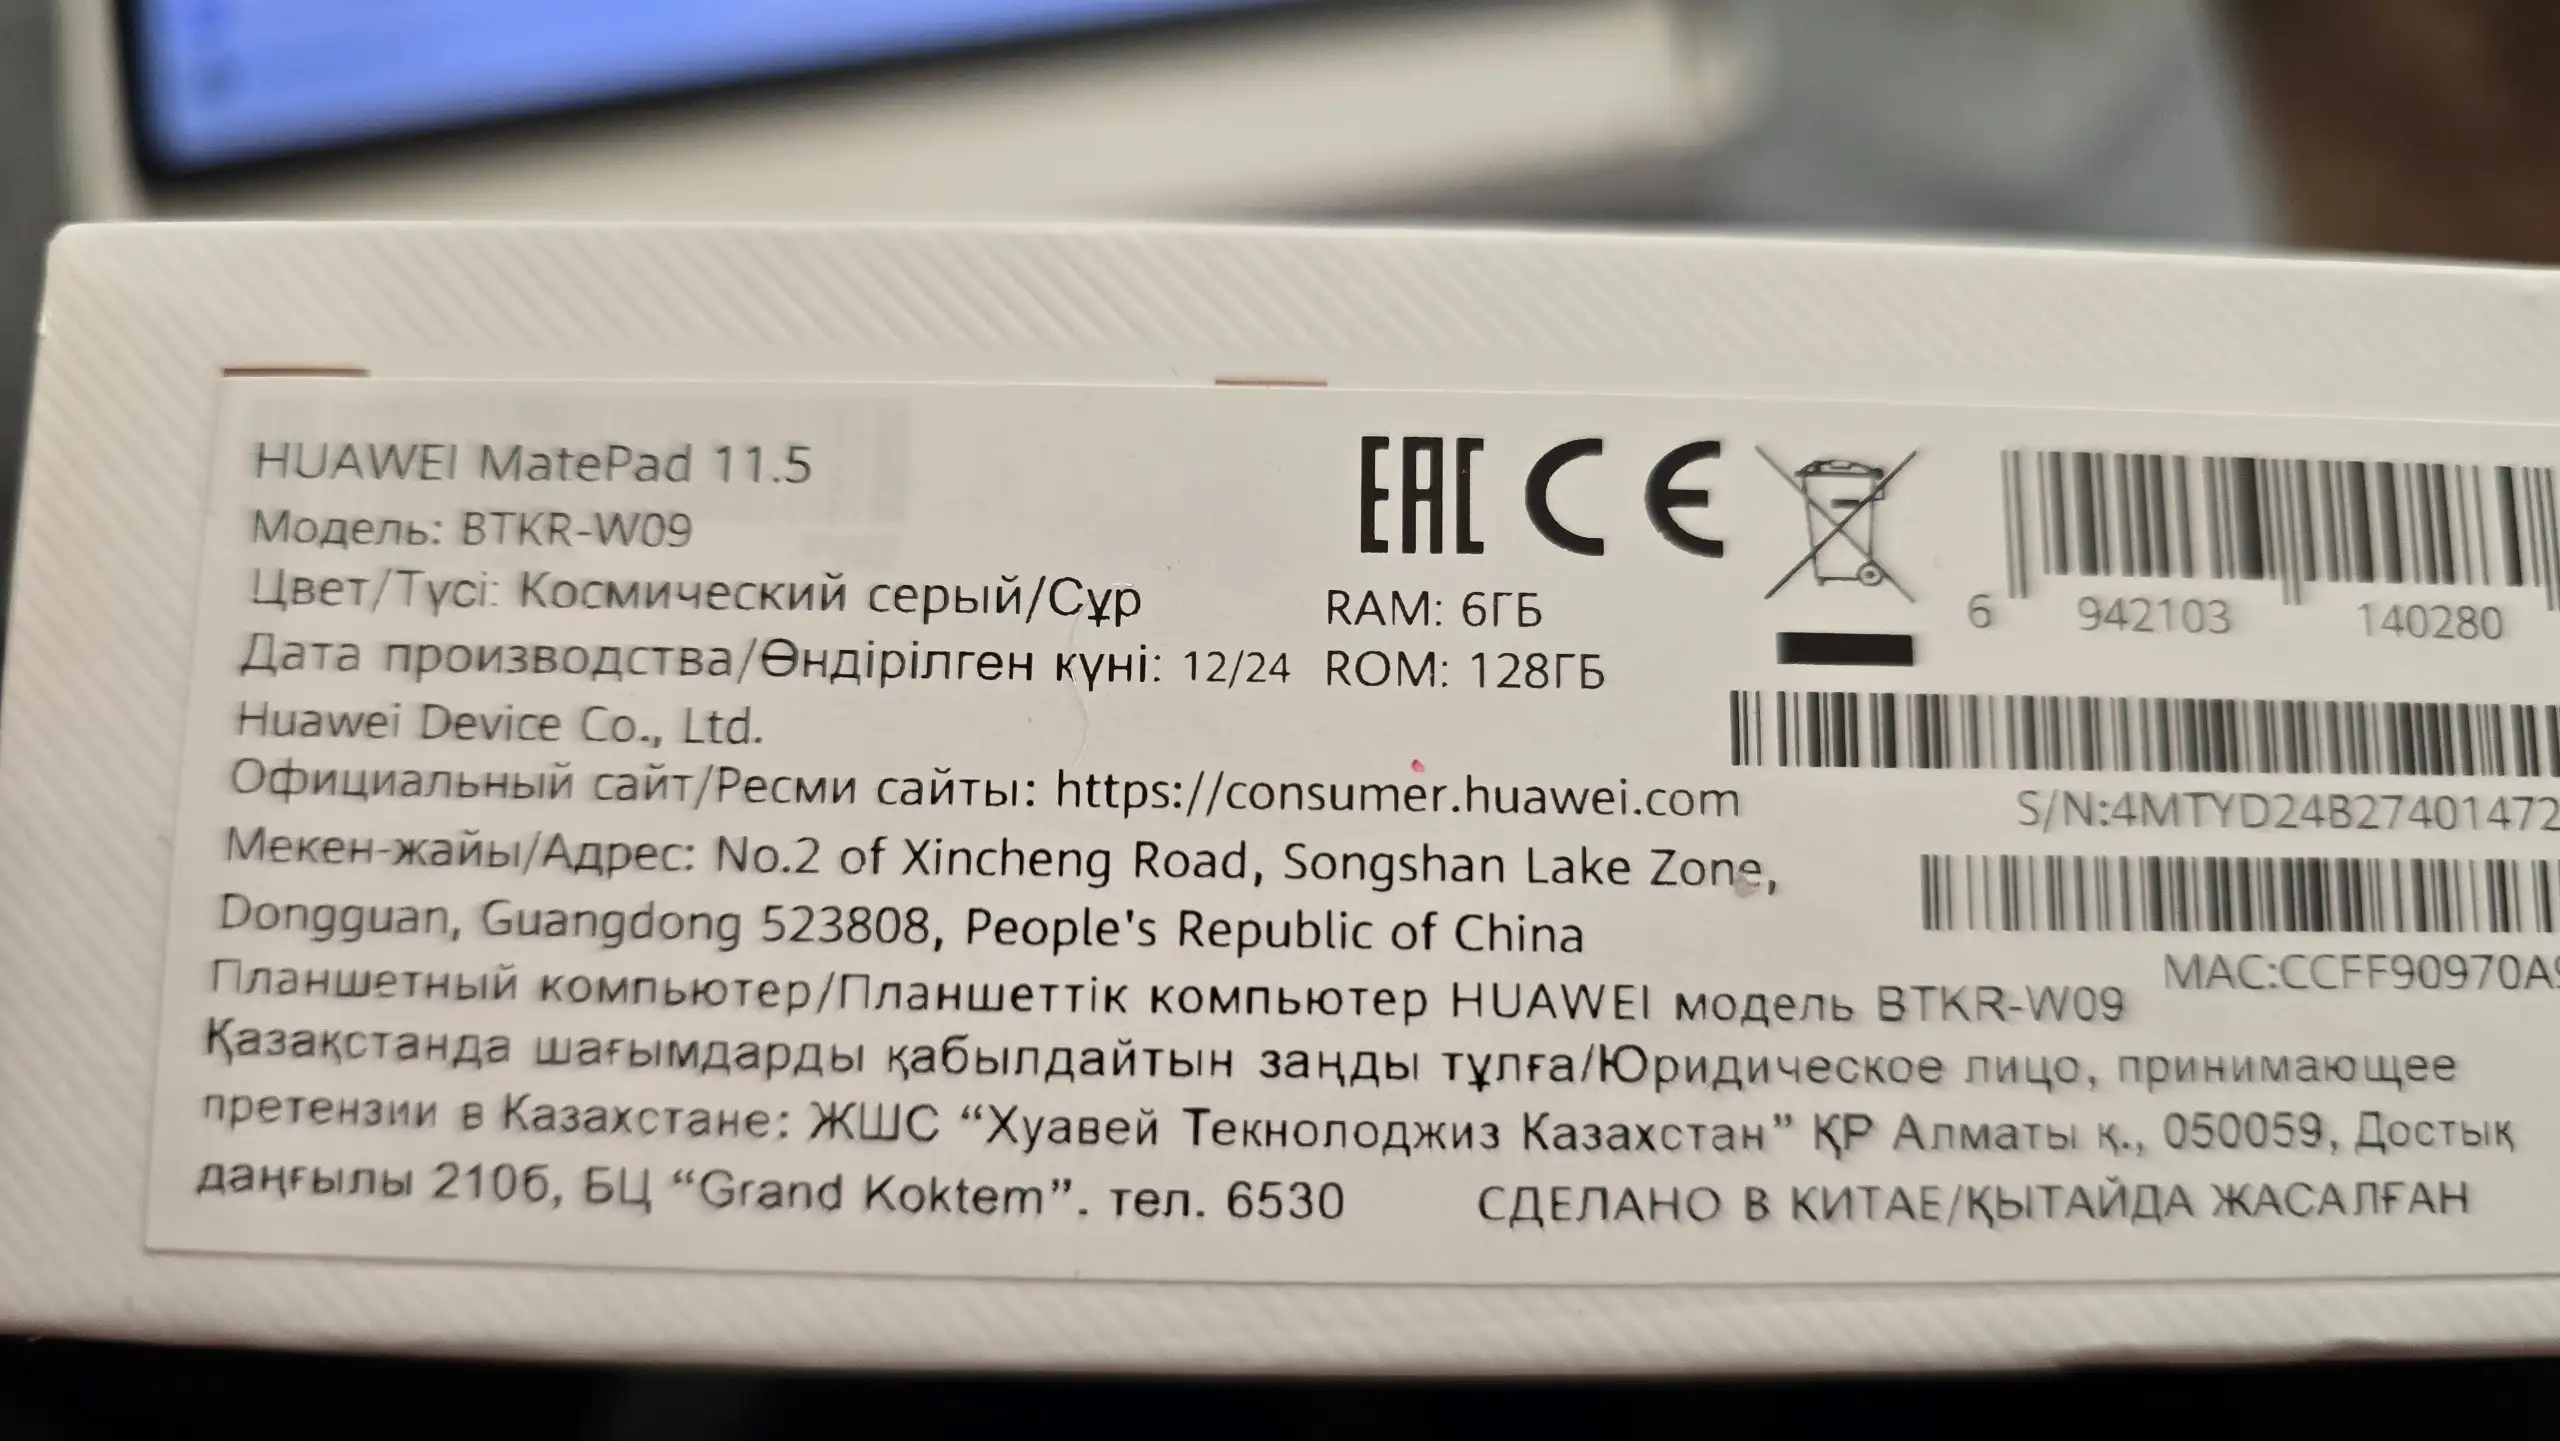 HUAWEI MatePad 11.5
Модель: BTKR-W09
Цвет/Түсі: Космический серый/Сұр
RAM: 6ГБ
Дата производства/Өндірілген күні: 12/24
ROM: 128ГБ
Huawei Device Co., Ltd.
Официальный сайт/Ресми сайты: https://consumer.huawei.com
Мекен-жайы/Адрес: No.2 of Xincheng Road, Songshan Lake Zone,
Dongguan, Guangdong 523808, People's Republic of China
Планшетный компьютер/Планшеттік компьютер HUAWEI модель BTKR-W09
Қазақстанда шағымдарды қабылдайтын заңды тұлға/Юридическое лицо, принимающее
претензии в Казахстане: ЖШС “Хуавей Текнолоджиз Казахстан” ҚР Алматы қ., 050059, Достық
даңғылы 210б, БЦ “Grand Koktem”. тел. 6530
СДЕЛАНО В КИТАЕ/ҚЫТАЙДА ЖАСАЛҒАН
EAC CE
6 942103 140280
S/N:4MTYD24B27401472
MAC:CCFF90970A